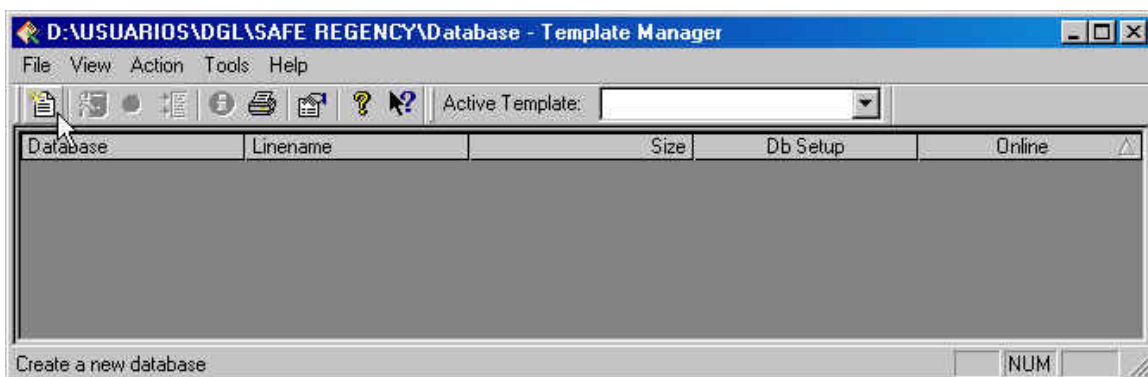 D:\USUARIOS\DGL\SAFE REGENCY\Database - Template Manager
File View Action Tools Help
Active Template:
Database Linename Size Db Setup Online
Create a new database NUM